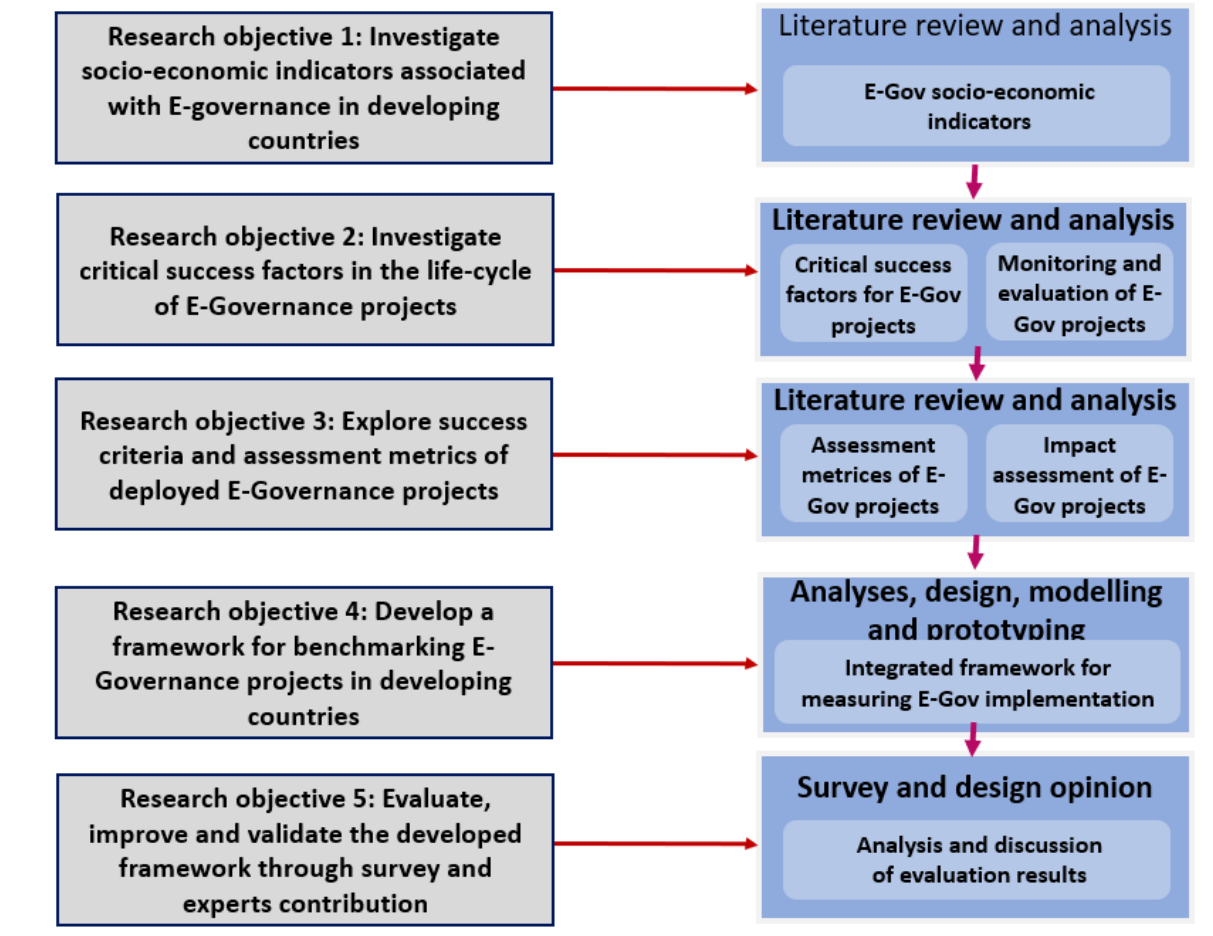 Research objective 1: Investigate
socio-economic indicators associated
with E-governance in developing
countries
Literature review and analysis
E-Gov socio-economic
indicators
Research objective 2: Investigate
critical success factors in the life-cycle
of E-Governance projects
Literature review and analysis
Critical success
factors for E-Gov
projects
Monitoring and
evaluation of E-
Gov projects
Research objective 3: Explore success
criteria and assessment metrics of
deployed E-Governance projects
Literature review and analysis
Assessment
metrices of E-
Gov projects
Impact
assessment of E-
Gov projects
Research objective 4: Develop a
framework for benchmarking E-
Governance projects in developing
countries
Analyses, design, modelling
and prototyping
Integrated framework for
measuring E-Gov implementation
Research objective 5: Evaluate,
improve and validate the developed
framework through survey and
experts contribution
Survey and design opinion
Analysis and discussion
of evaluation results